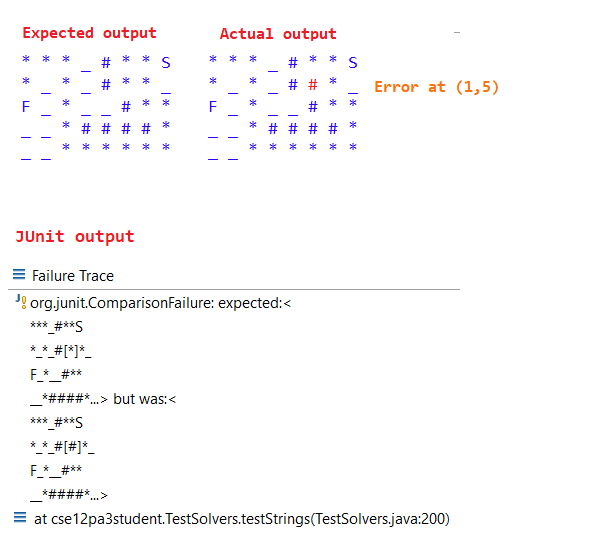 Expected output
* * * _ # * * S
* _ * _ # * * _
F _ * _ _ # * *
_ _ * # # # # *
_ _ * * * * * *
Actual output
* * * _ # * * S
* _ * _ # # * _
F _ * _ _ # * *
_ _ * # # # # *
_ _ * * * * * *
Error at (1,5)
JUnit output
Failure Trace
org.junit.ComparisonFailure: expected:<
***_#**S
*_*_#[*]*_
F_*__#**
__*####*...> but was:<
***_#**S
*_*_#[#]*_
F_*__#**
__*####*...>
at cse12pa3student.TestSolvers.testStrings(TestSolvers.java:200)